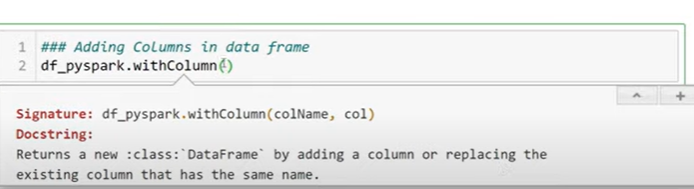 1 ### Adding Columns in data frame
2 df_pyspark.withColumn()
Signature: df_pyspark.withColumn(colName, col)
Docstring:
Returns a new :class:`DataFrame` by adding a column or replacing the
existing column that has the same name.